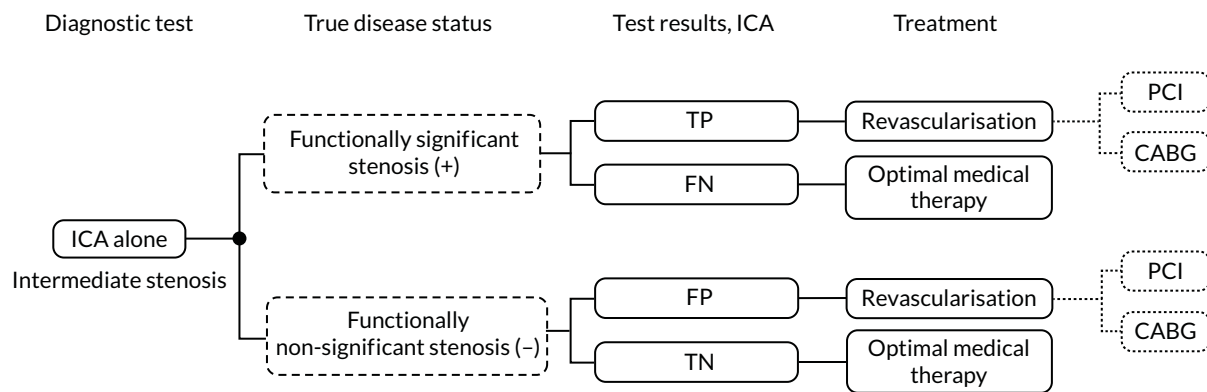 Diagnostic test
True disease status
Test results, ICA
Treatment
ICA alone
Intermediate stenosis
Functionally significant
stenosis (+)
TP
Revascularisation
PCI
CABG
FN
Optimal medical
therapy
Functionally
non-significant stenosis (–)
FP
Revascularisation
PCI
CABG
TN
Optimal medical
therapy